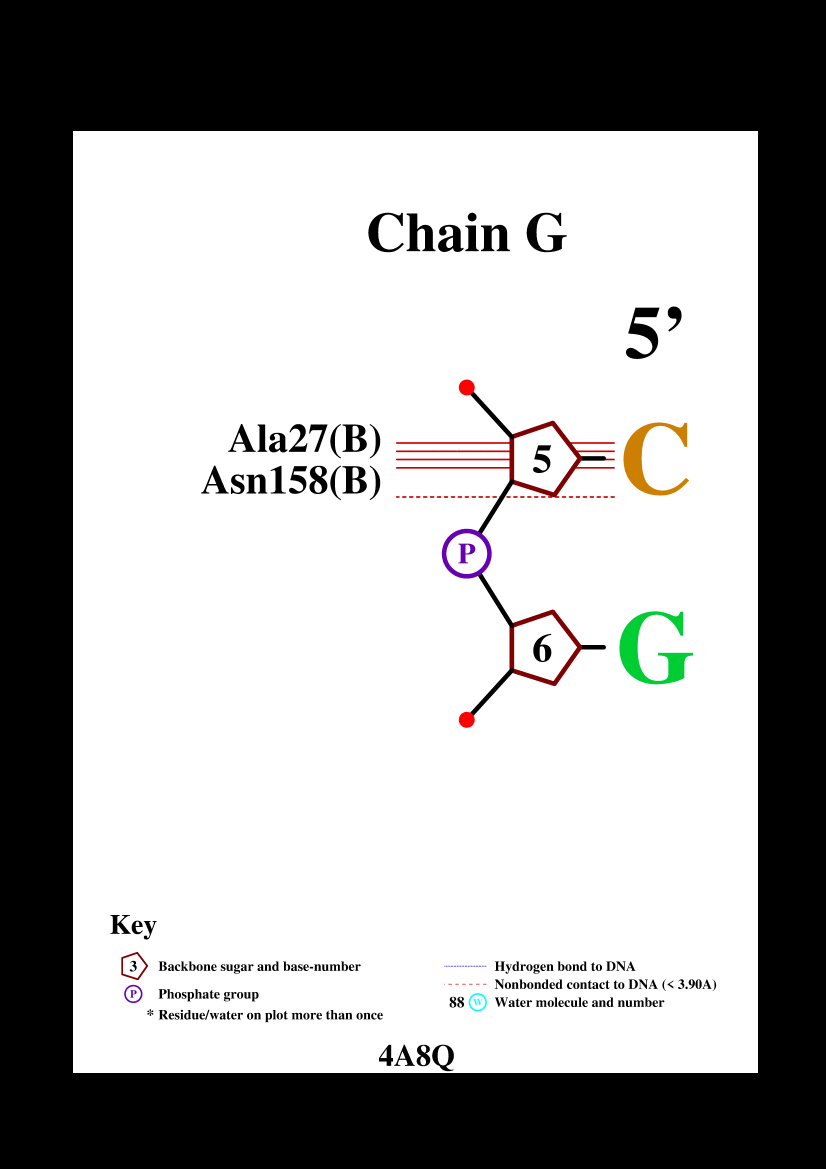 Chain G
5’
Ala27(B)
Asn158(B)
5
C
P
6
G
Key
3 Backbone sugar and base-number
P Phosphate group
* Residue/water on plot more than once
Hydrogen bond to DNA
Nonbonded contact to DNA (< 3.90A)
88 W Water molecule and number
4A8Q